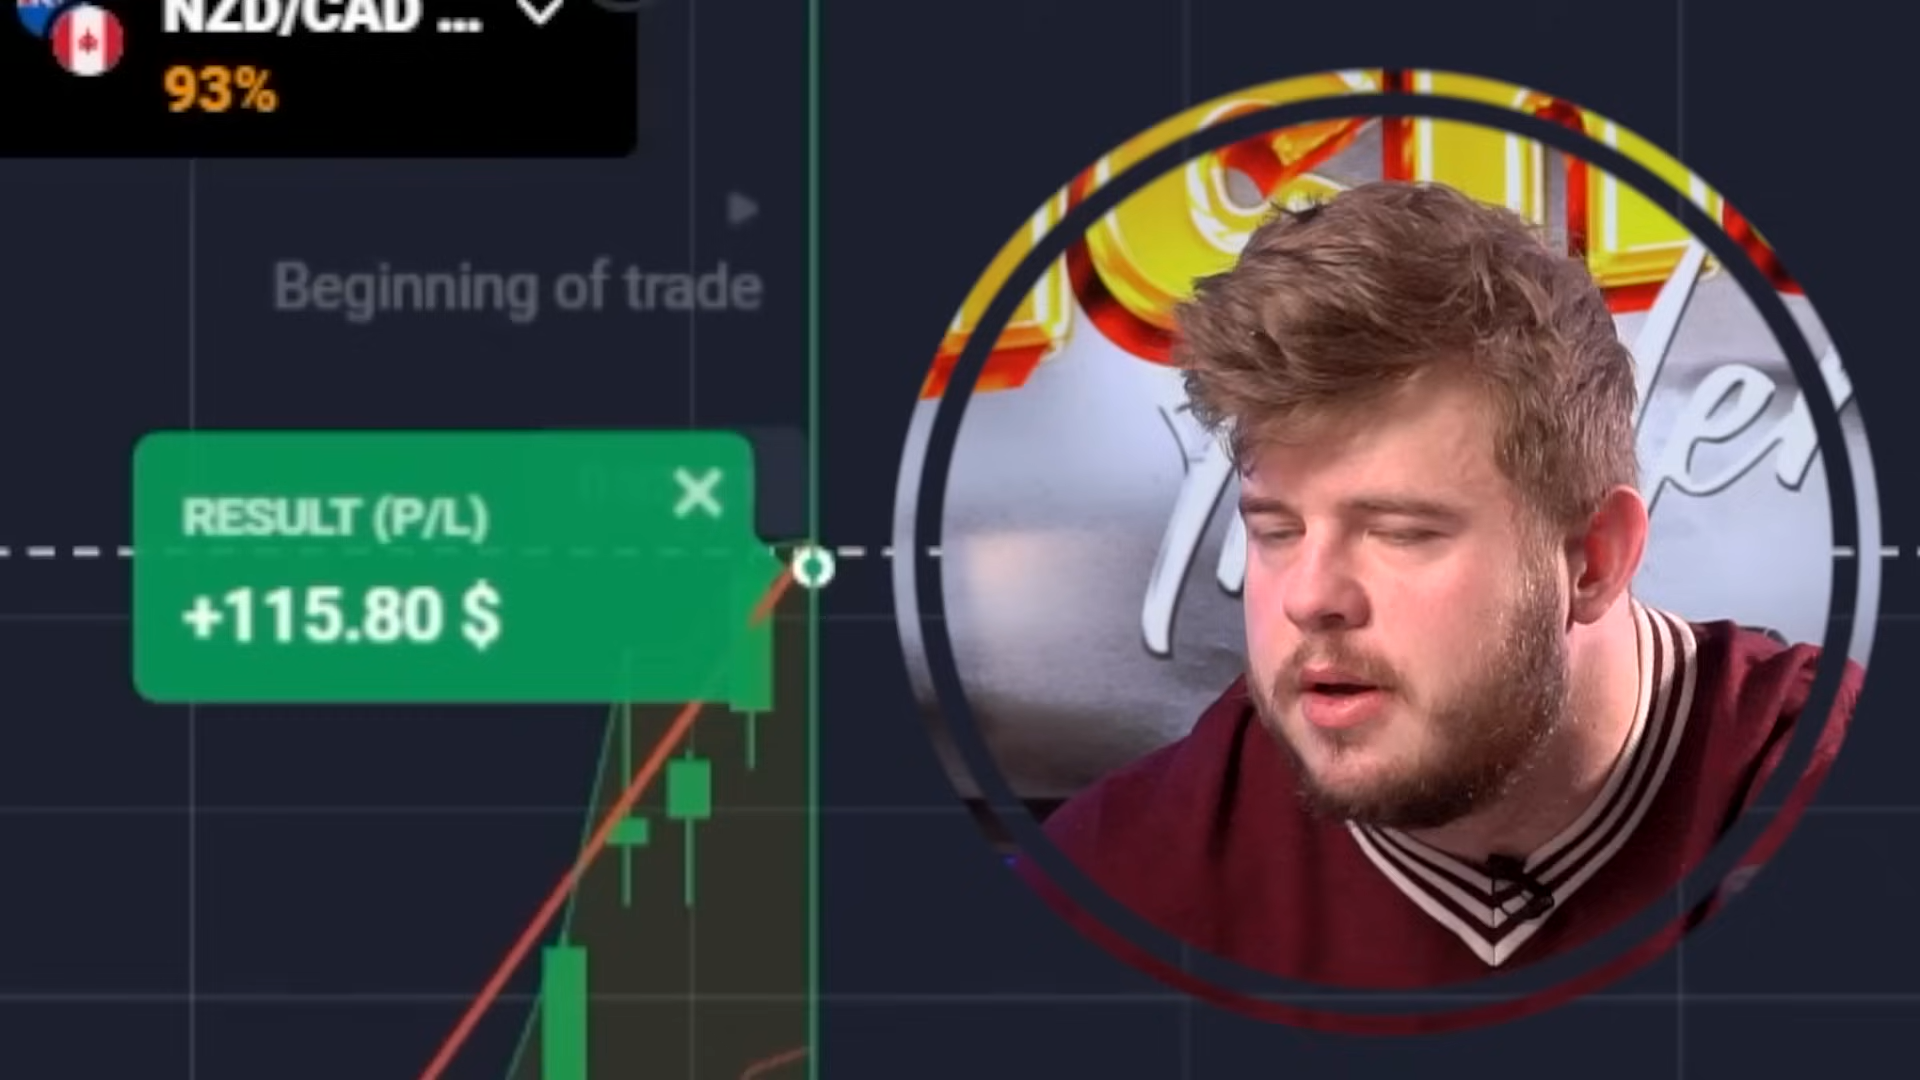 NZD/CAD ...
93%
Beginning of trade
RESULT (P/L)
+115.80 $